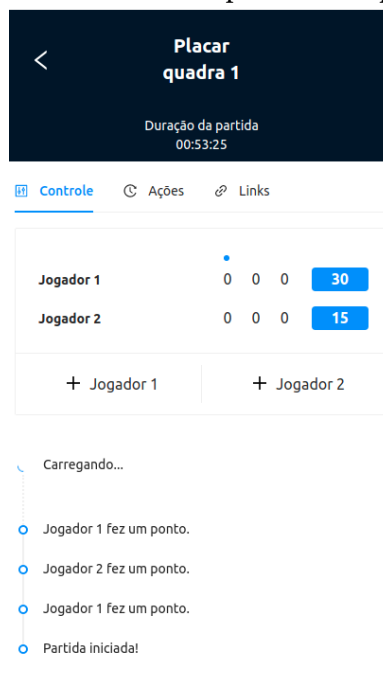 Placar
quadra 1
Duração da partida
00:53:25
Controle Ações Links
Jogador 1 0 0 0 30
Jogador 2 0 0 0 15
+ Jogador 1 + Jogador 2
Carregando...
Jogador 1 fez um ponto.
Jogador 2 fez um ponto.
Jogador 1 fez um ponto.
Partida iniciada!